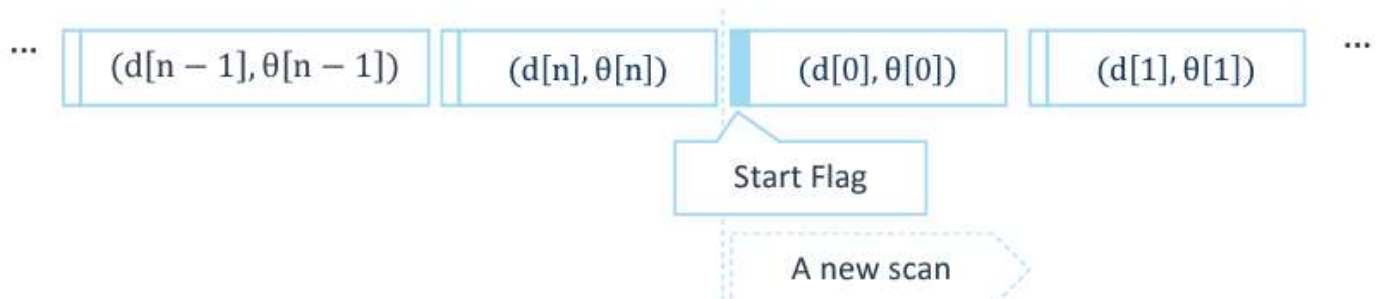 ... (d[n − 1], θ[n − 1]) (d[n], θ[n]) (d[0], θ[0]) (d[1], θ[1]) ...
Start Flag
A new scan